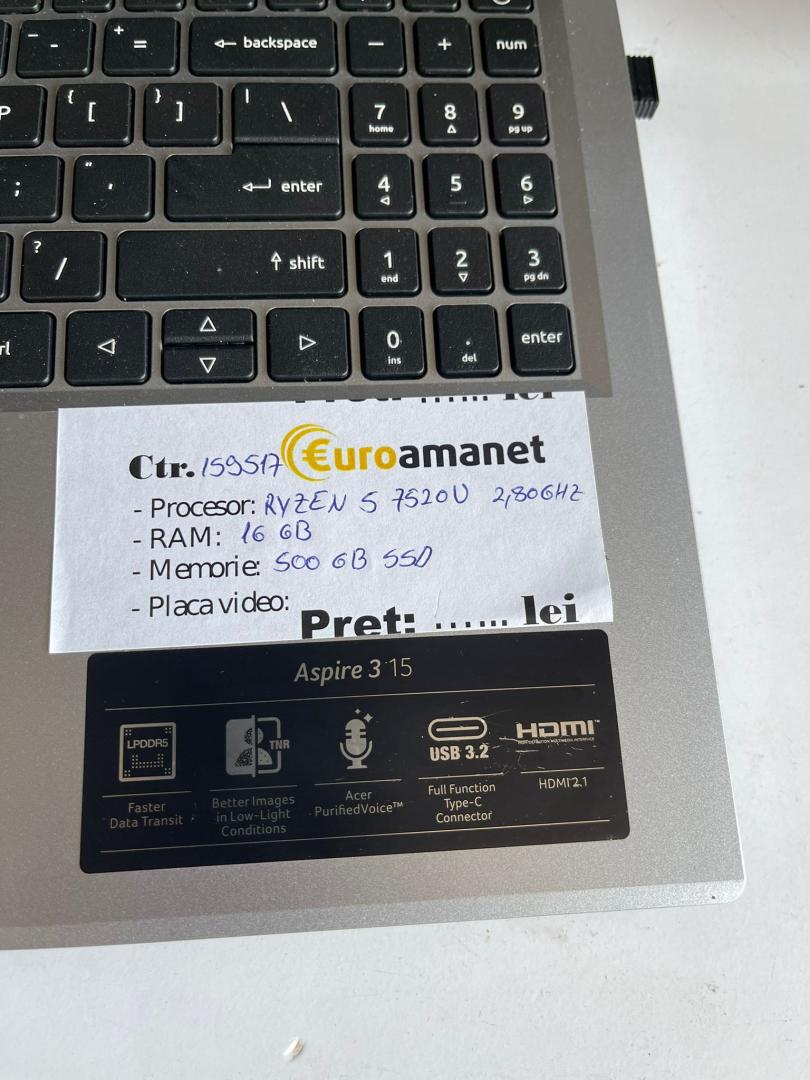 - - + = ← backspace - + num
P { [ } ] | \ 7 home 8 9 pg up
; " ' ↵ enter 4 5 6
? / shift 1 end 2 3 pg dn
rl 0 ins . del enter
Ctr. 159517 €uroamanet
- Procesor: RYZEN 5 7520U 2,80GHZ
- RAM: 16 GB
- Memorie: 500 GB SSD
- Placa video:
Pret: ...... lei
Aspire 3 15
LPDDR5 TNR USB 3.2 HDMI™
Faster
Data Transit
Better Images
in Low-Light
Conditions
Acer
PurifiedVoice™
Full Function
Type-C
Connector
HDMI 2.1